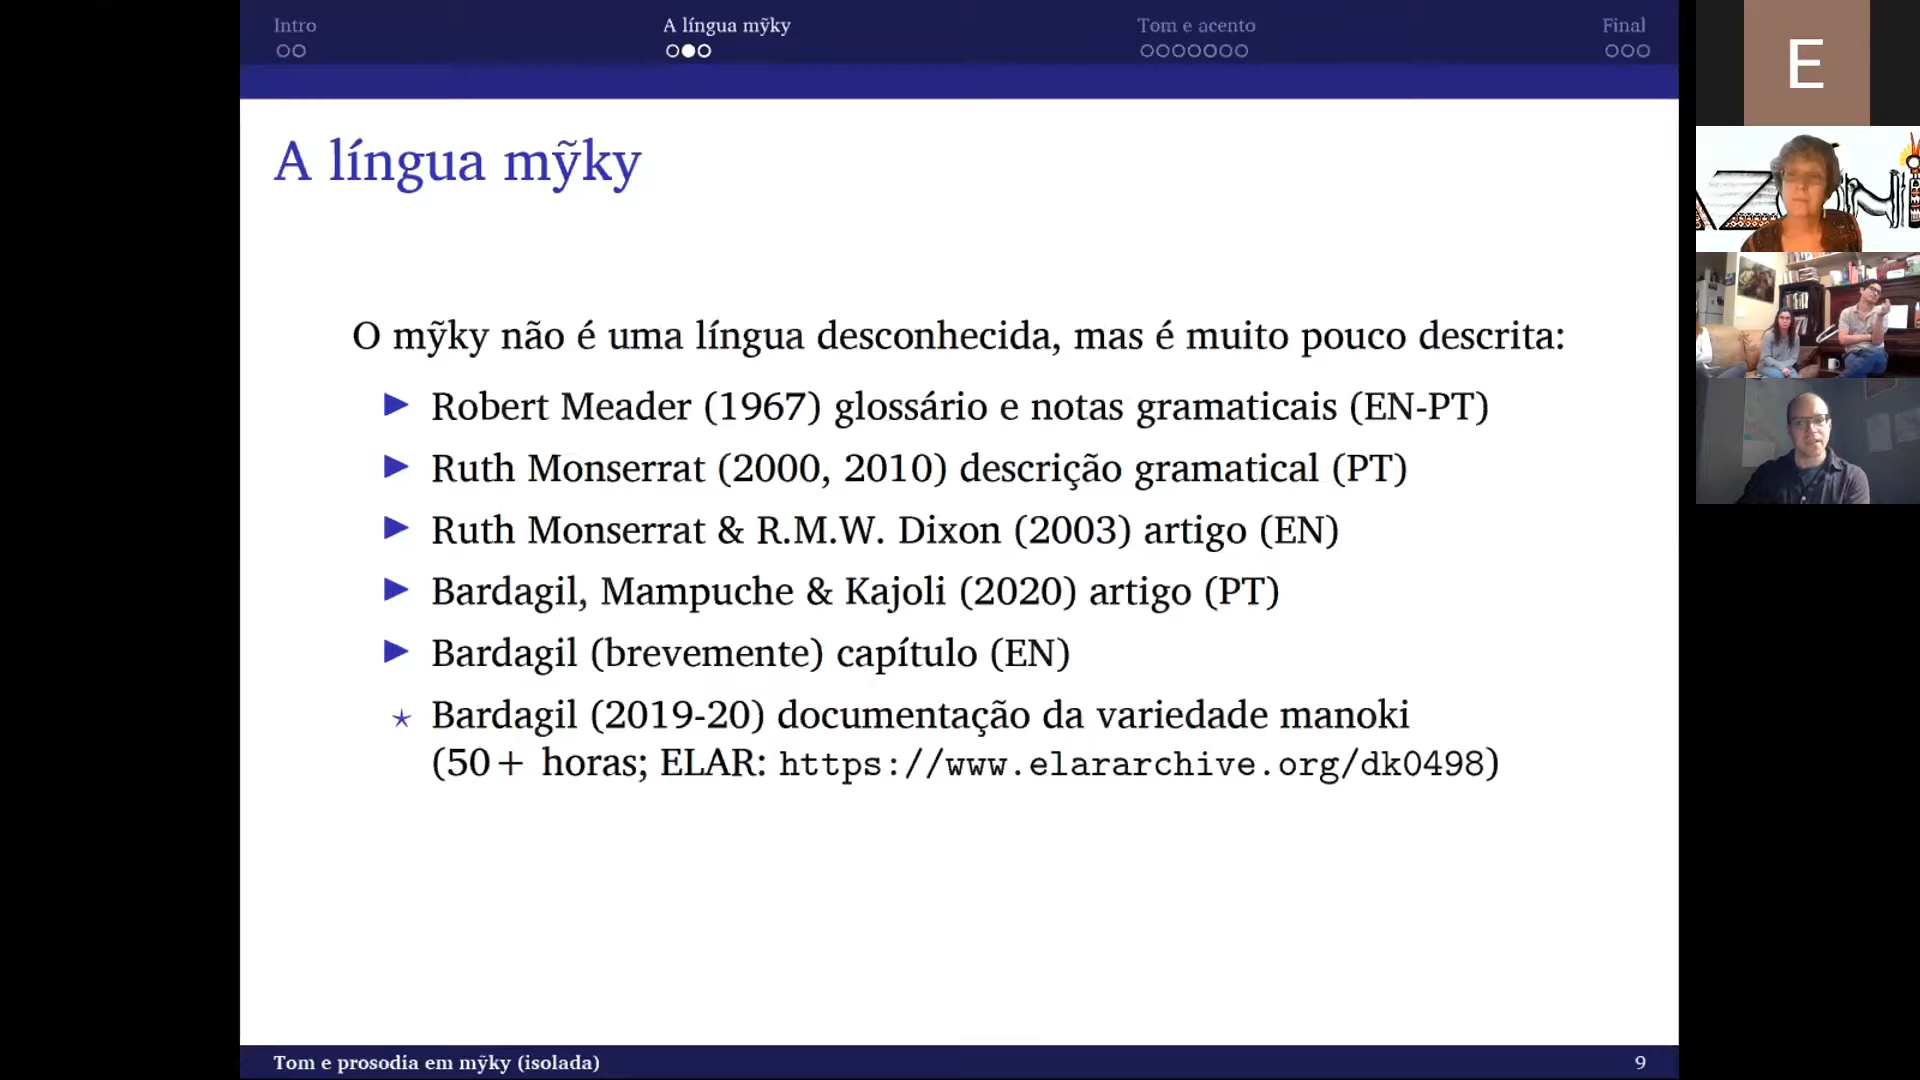 Intro
A língua mỹky
Tom e acento
Final
A língua mỹky
O mỹky não é uma língua desconhecida, mas é muito pouco descrita:
Robert Meader (1967) glossário e notas gramaticais (EN-PT)
Ruth Monserrat (2000, 2010) descrição gramatical (PT)
Ruth Monserrat & R.M.W. Dixon (2003) artigo (EN)
Bardagil, Mampuche & Kajoli (2020) artigo (PT)
Bardagil (brevemente) capítulo (EN)
Bardagil (2019-20) documentação da variedade manoki
(50+ horas; ELAR: https://www.elararchive.org/dk0498)
Tom e prosodia em mỹky (isolada)
9
E